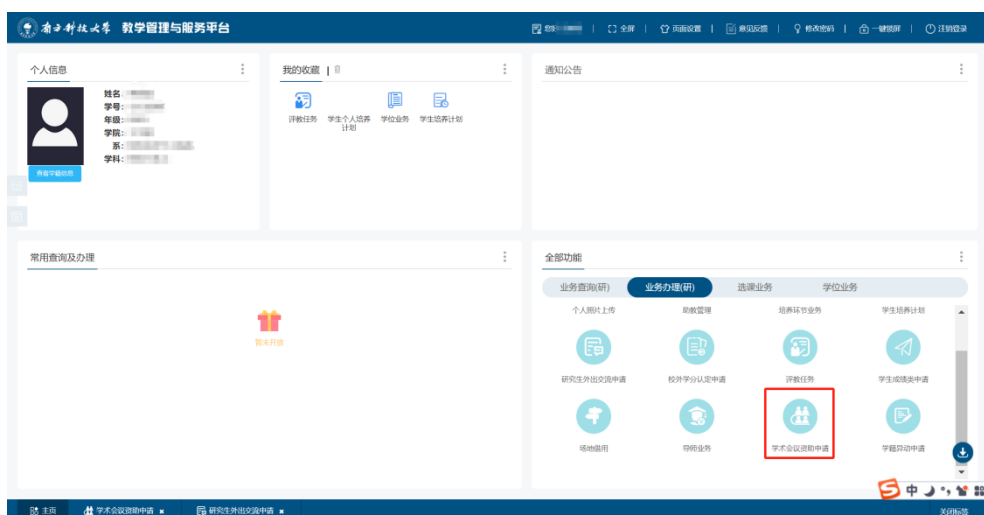 南方科技大学 教学管理与服务平台
全屏 | 页面设置 | 意见反馈 | 修改密码 | 一键锁屏 | 注销登录
个人信息
姓名:
学号:
年级:
学院:
系:
学科:
查看学籍信息
我的收藏
评教任务 学生个人培养计划 学位业务 学生培养计划
通知公告
常用查询及办理
暂未开放
全部功能
业务查询(研) 业务办理(研) 选课业务 学位业务
个人照片上传 助教管理 培养环节业务 学生培养计划
研究生外出交流申请 校外学分认定申请 评教任务 学生成绩类申请
场地借用 导师业务 学术会议资助申请 学籍异动申请
中
主页 学术会议资助申请 × 研究生外出交流申请 × 关闭标签